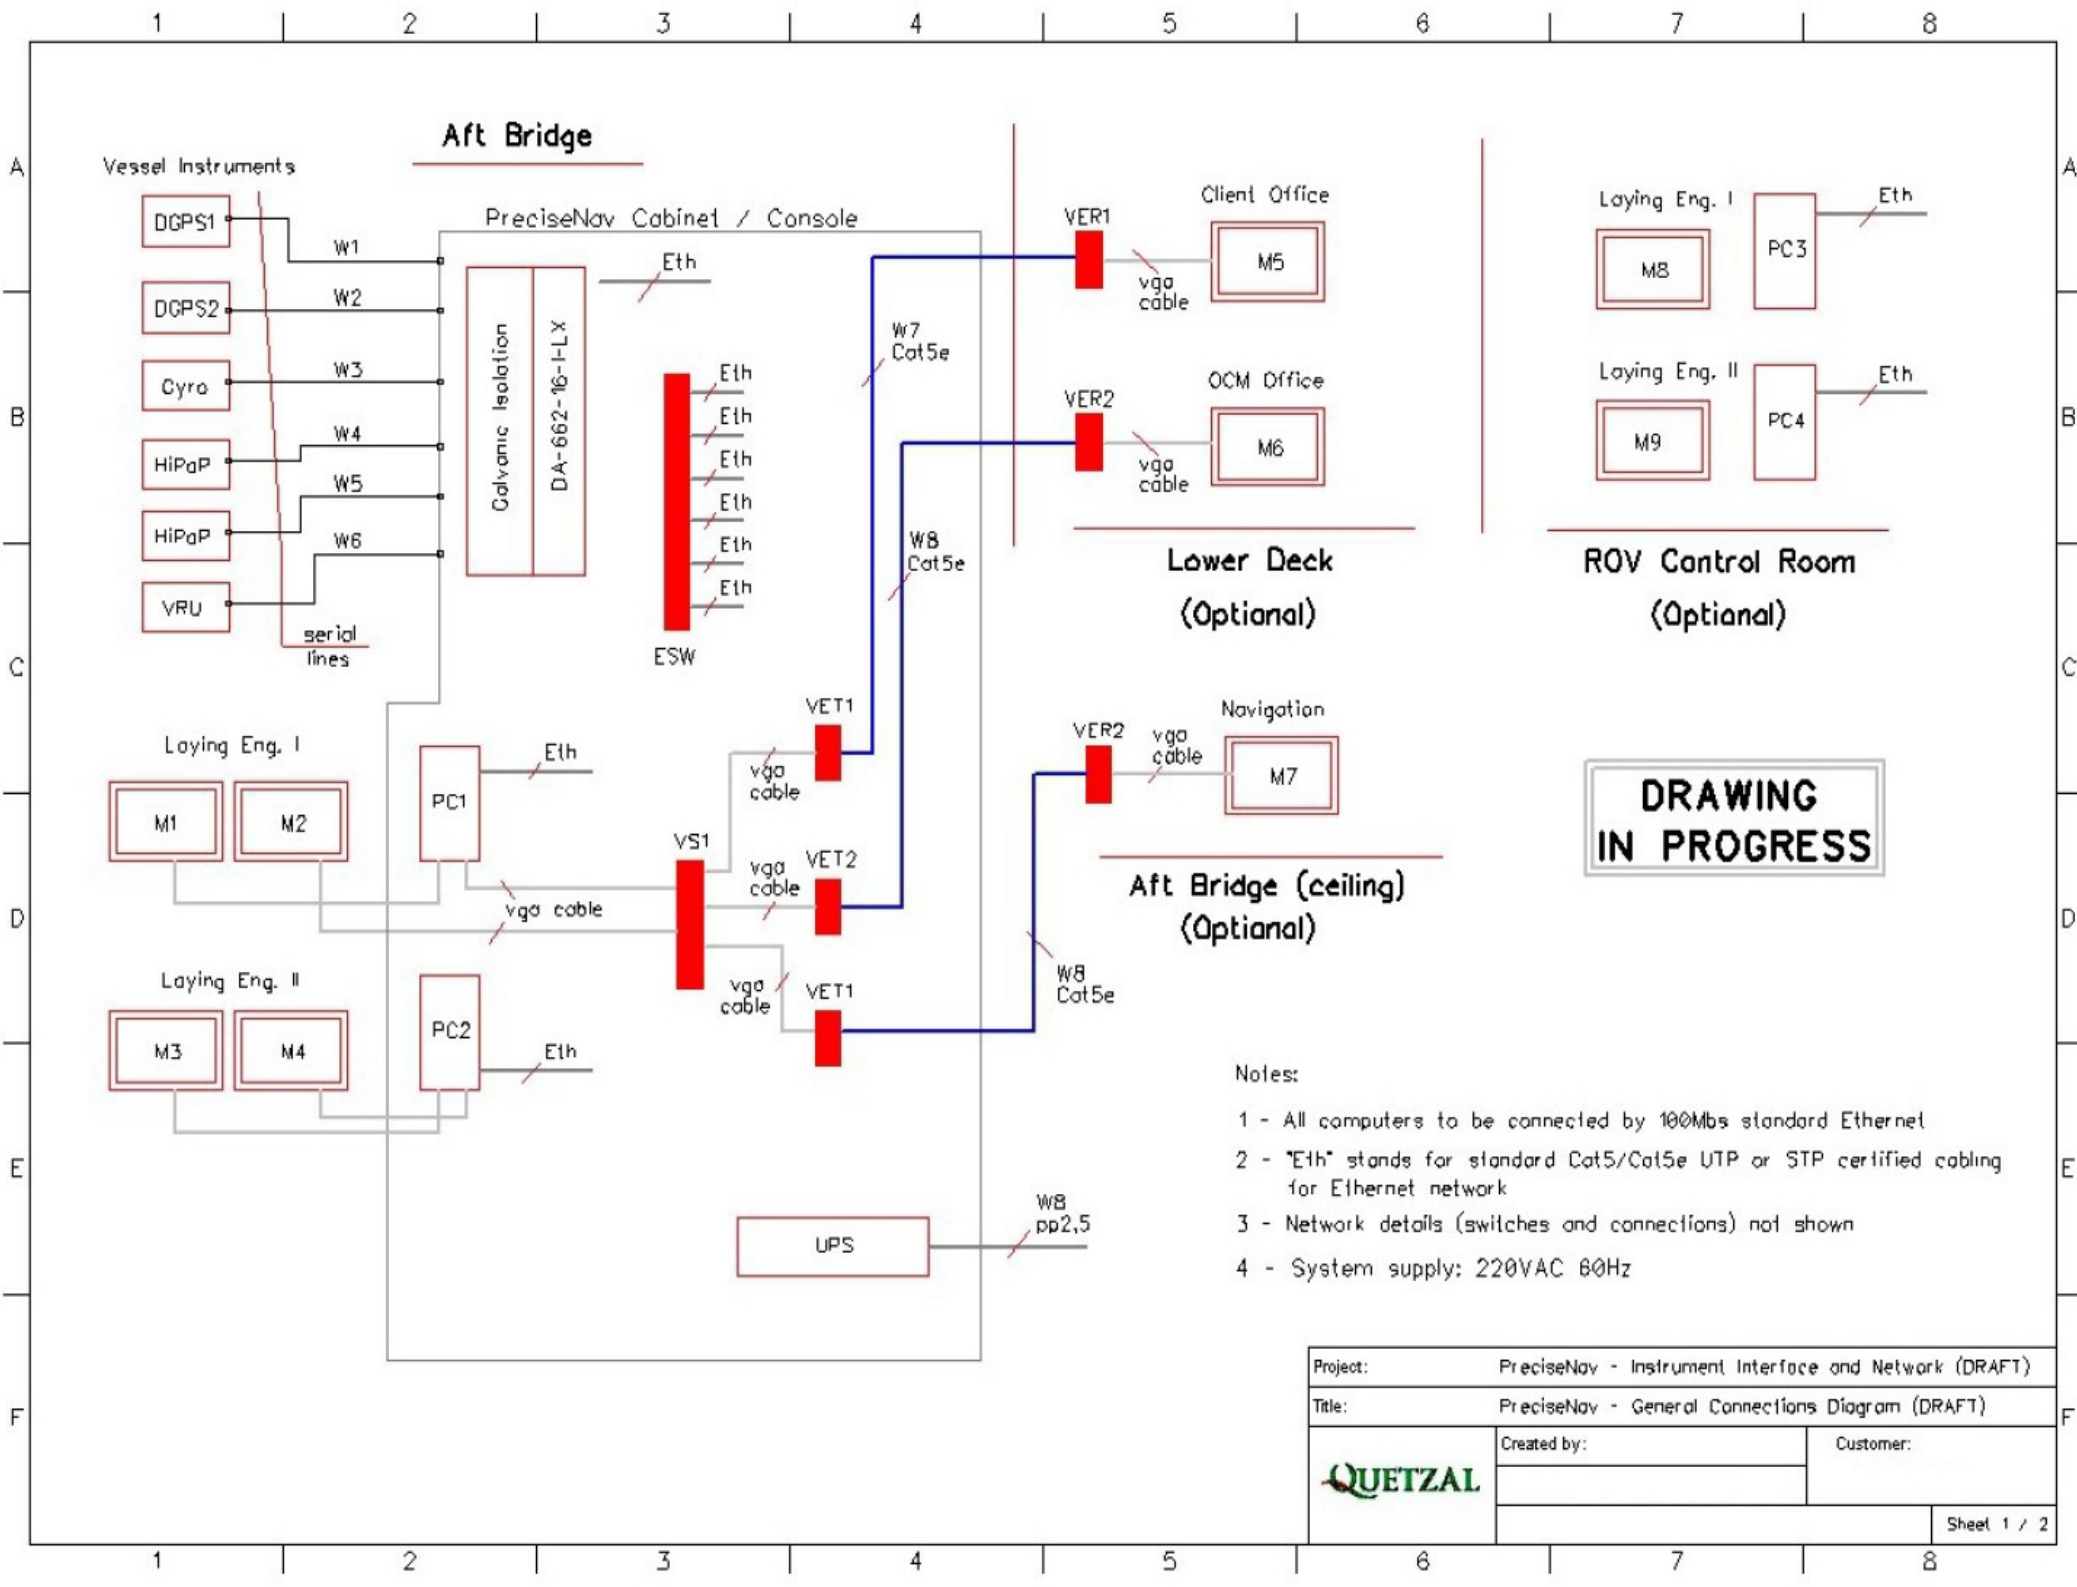 1 2 3 4 5 6 7 8
A
B
C
D
E
F
Aft Bridge
Vessel Instruments
DGPS1
DGPS2
Gyro
HiPaP
HiPaP
VRU
W1
W2
W3
W4
W5
W6
serial
lines
PreciseNav Cabinet / Console
Galvanic Isolation
DA-662-16-I-LX
Eth
Eth
Eth
Eth
Eth
Eth
Eth
ESW
W7
Cat5e
W8
Cat5e
VER1
vga
cable
Client Office
M5
VER2
vga
cable
OCM Office
M6
Lower Deck
(Optional)
Laying Eng. I
M8
PC3
Eth
Laying Eng. II
M9
PC4
Eth
ROV Control Room
(Optional)
Laying Eng. I
M1
M2
PC1
Eth
vga cable
VS1
vga
cable
VET1
vga
cable
VET2
vga
cable
VET1
Laying Eng. II
M3
M4
PC2
Eth
VER2
vga
cable
Navigation
M7
Aft Bridge (ceiling)
(Optional)
W8
Cat5e
DRAWING
IN PROGRESS
UPS
W8
pp2,5
Notes:
1 - All computers to be connected by 100Mbs standard Ethernet
2 - "Eth" stands for standard Cat5/Cat5e UTP or STP certified cabling
for Ethernet network
3 - Network details (switches and connections) not shown
4 - System supply: 220VAC 60Hz
Project: PreciseNav - Instrument Interface and Network (DRAFT)
Title: PreciseNav - General Connections Diagram (DRAFT)
QUETZAL
Created by:
Customer:
Sheet 1 / 2
A
B
C
D
E
F
1 2 3 4 5 6 7 8